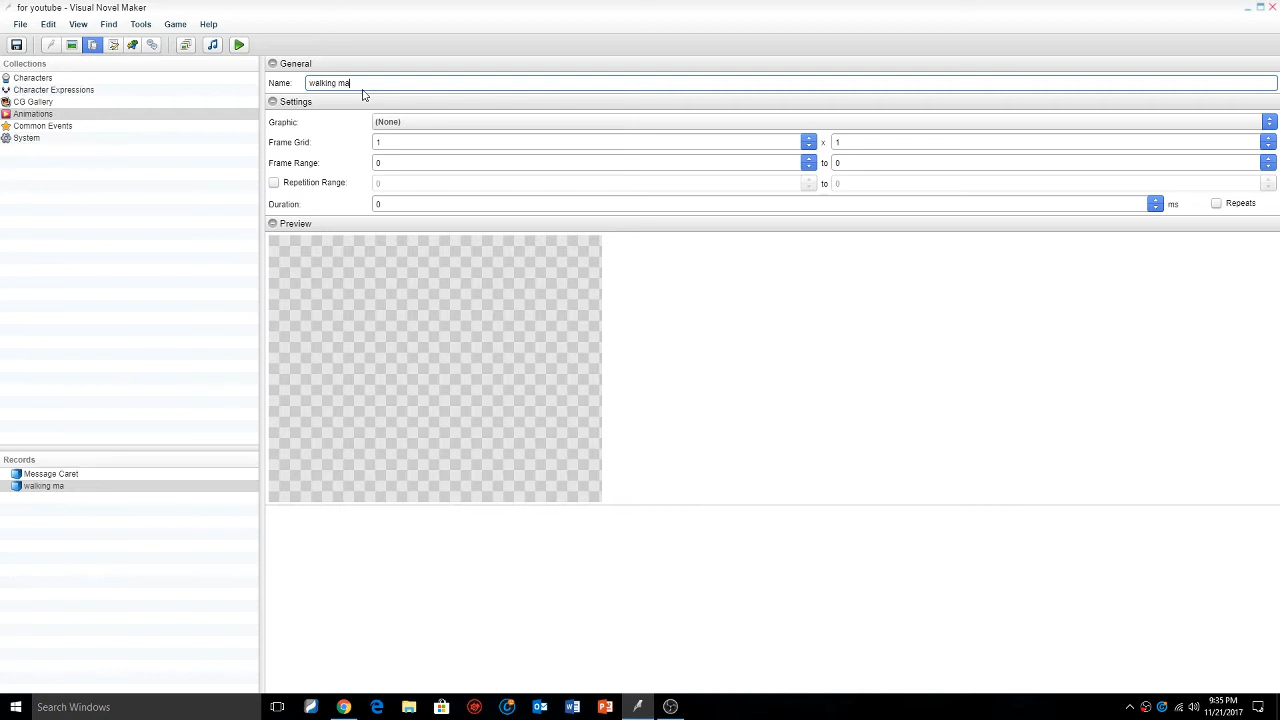 for youtube - Visual Novel Maker
File Edit View Find Tools Game Help
Collections
Characters
Character Expressions
CG Gallery
Animations
Common Events
System
Records
Message Caret
walking ma
General
Name: walking ma
Settings
Graphic: (None)
Frame Grid: 1 x 1
Frame Range: 0 to 0
Repetition Range: 0 to 0
Duration: 0 ms Repeats
Preview
Search Windows
9:35 PM
11/21/2017